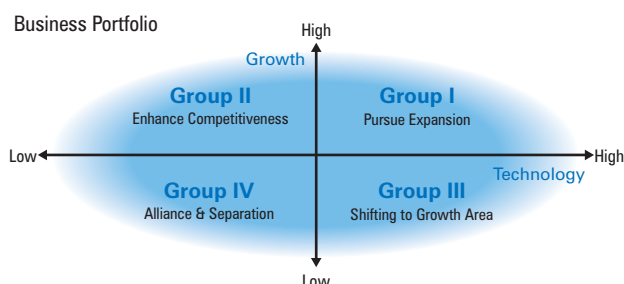 Business Portfolio
High
Growth
Group II
Enhance Competitiveness
Group I
Pursue Expansion
Low
High
Technology
Group IV
Alliance & Separation
Group III
Shifting to Growth Area
Low